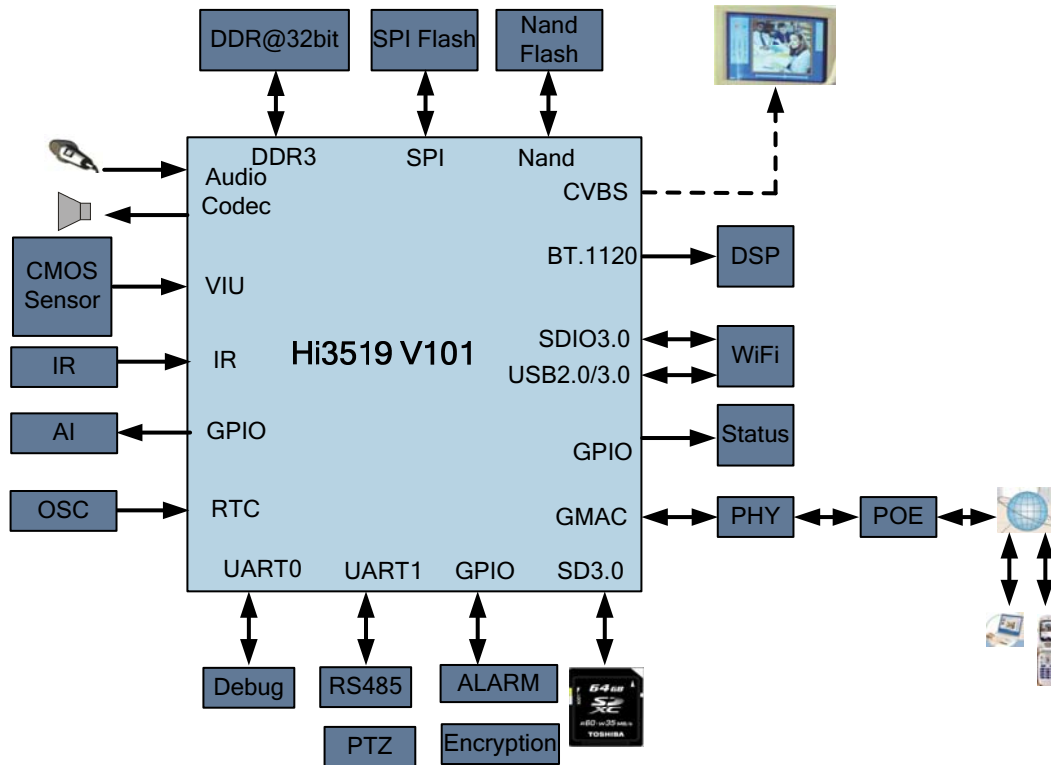 DDR@32bit
SPI Flash
Nand
Flash
DDR3
SPI
Nand
Audio
Codec
CVBS
BT.1120
DSP
CMOS
Sensor
VIU
SDIO3.0
USB2.0/3.0
WiFi
Hi3519 V101
IR
IR
AI
GPIO
GPIO
Status
OSC
RTC
GMAC
PHY
POE
UART0
UART1
GPIO
SD3.0
Debug
RS485
ALARM
PTZ
Encryption
64GB
SD
XC
TOSHIBA